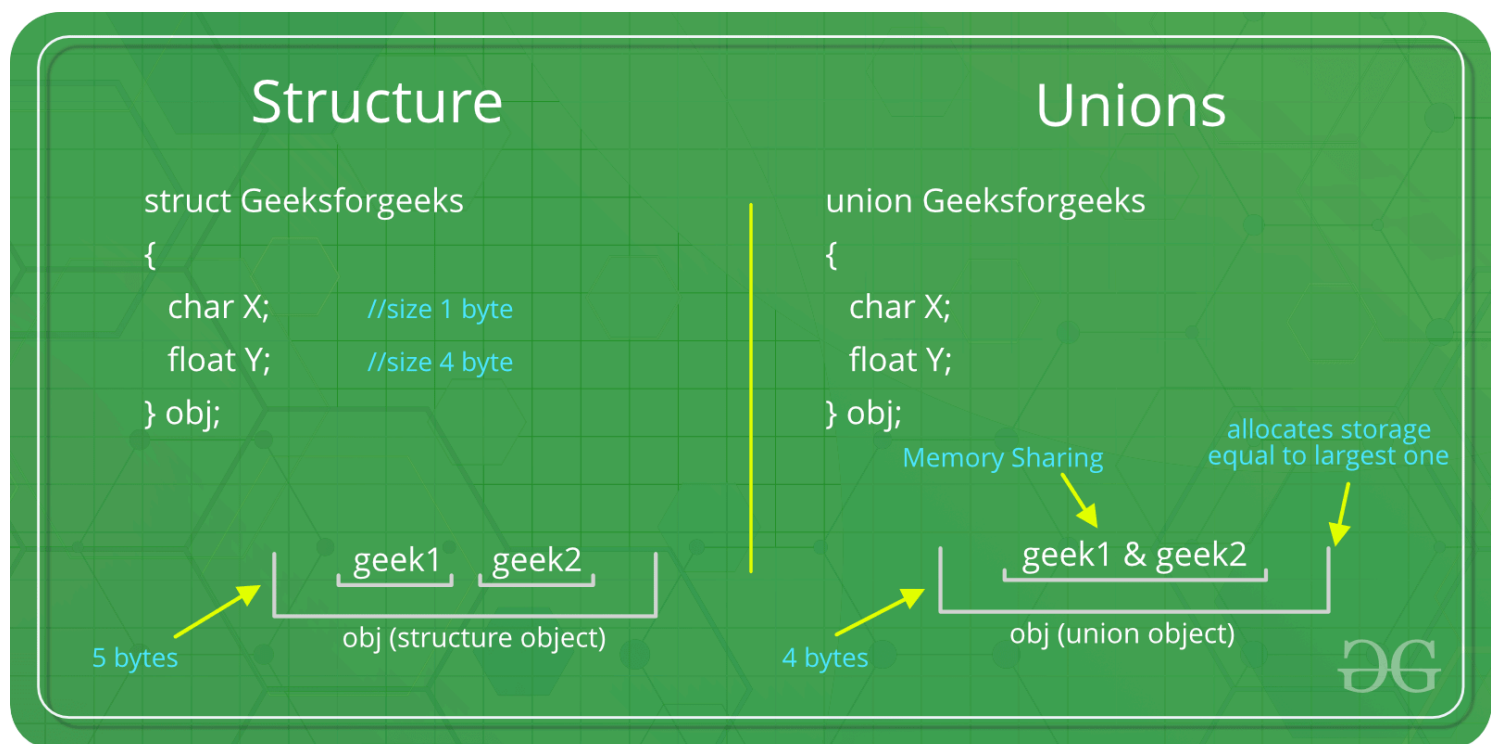 Structure
struct Geeksforgeeks
{
char X; //size 1 byte
float Y; //size 4 byte
} obj;
geek1 geek2
obj (structure object)
5 bytes
Unions
union Geeksforgeeks
{
char X;
float Y;
} obj;
Memory Sharing
allocates storage
equal to largest one
geek1 & geek2
obj (union object)
4 bytes
GG